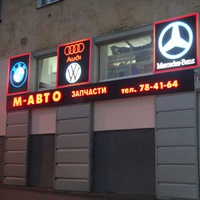 Audi
Mercedes-Benz
М-АВТО ЗАПЧАСТИ тел. 78-41-64